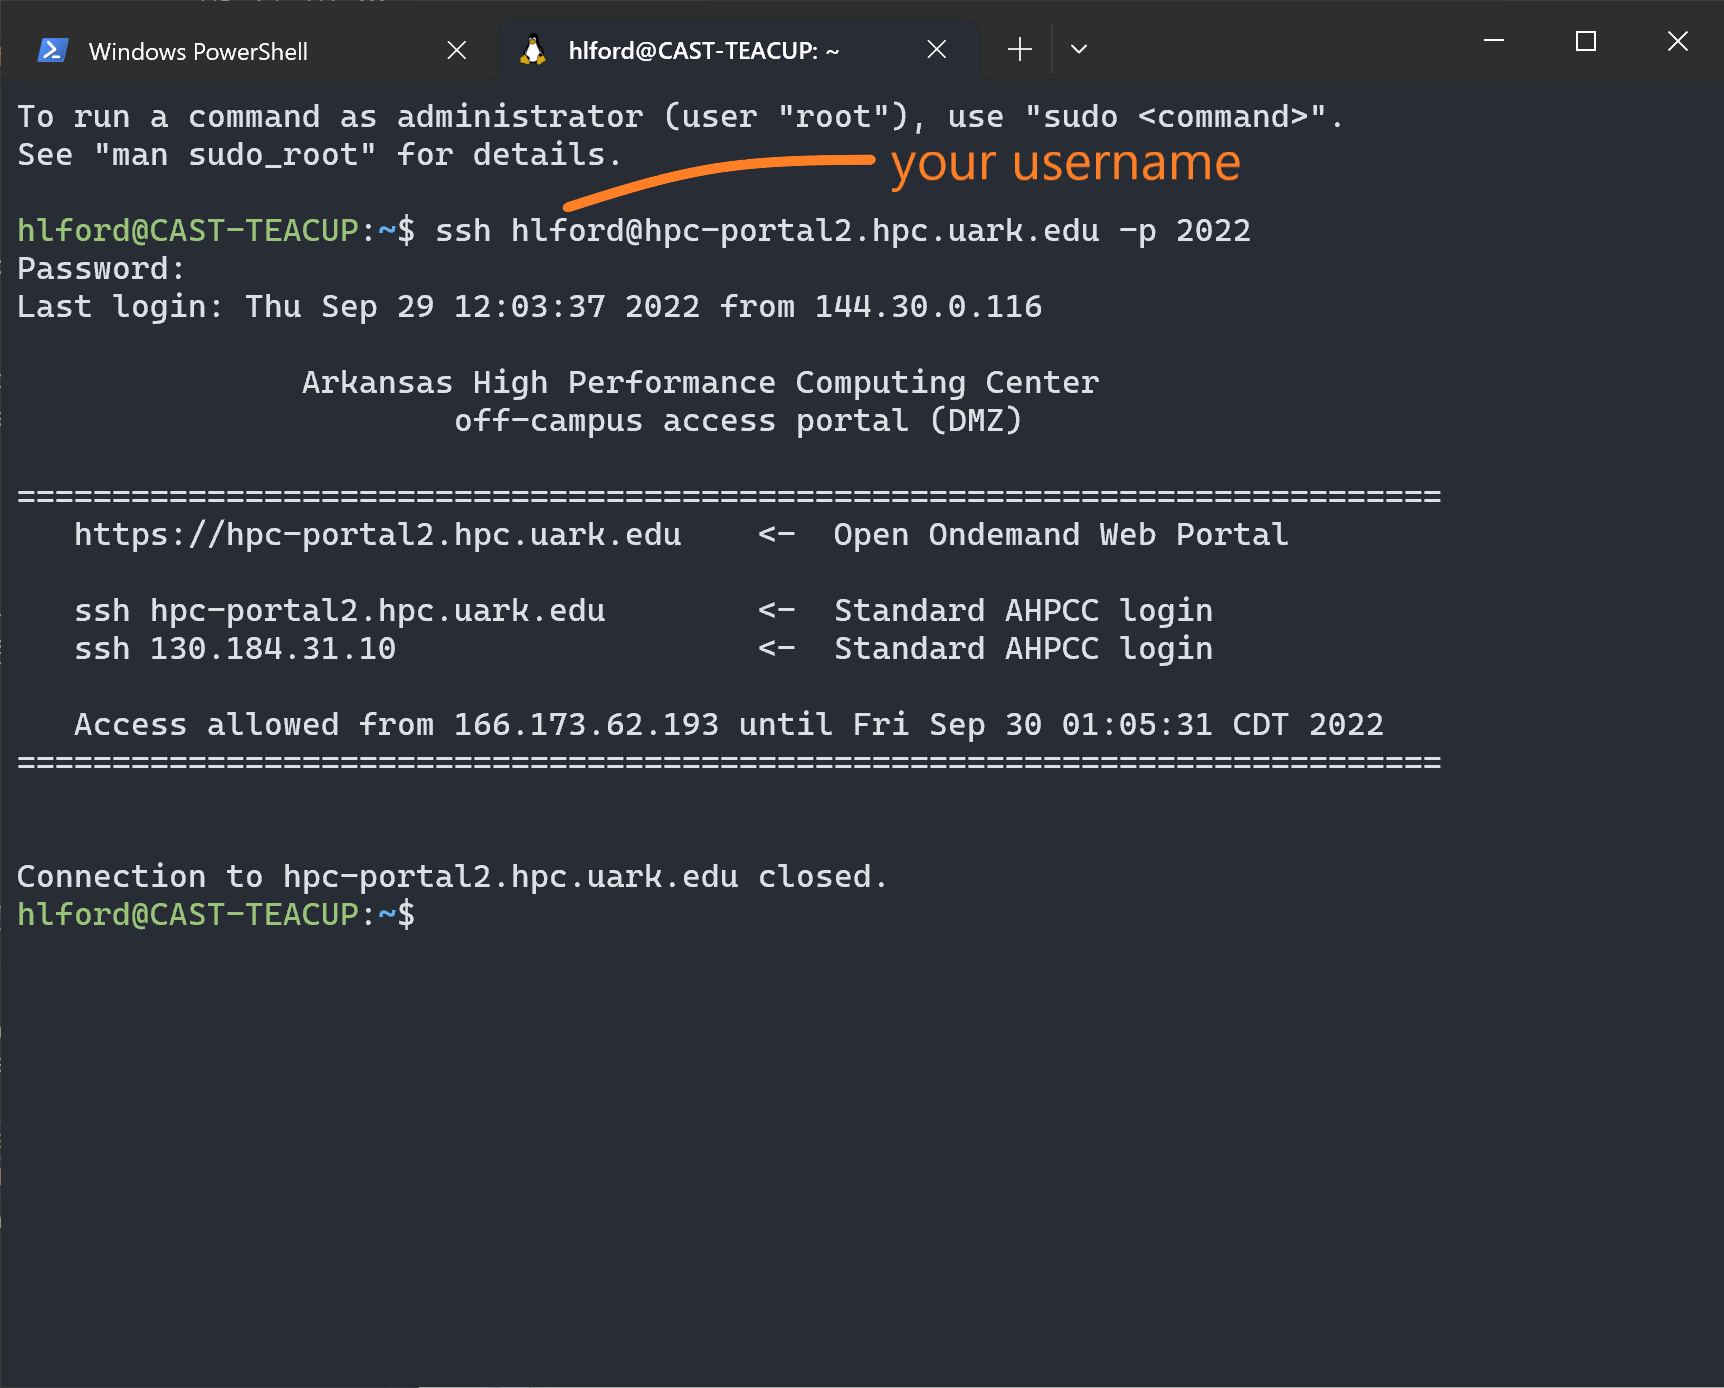 Windows PowerShell
hlford@CAST-TEACUP: ~
To run a command as administrator (user "root"), use "sudo <command>".
See "man sudo_root" for details.
your username
hlford@CAST-TEACUP:~$ ssh hlford@hpc-portal2.hpc.uark.edu -p 2022
Password:
Last login: Thu Sep 29 12:03:37 2022 from 144.30.0.116
Arkansas High Performance Computing Center
off-campus access portal (DMZ)
===========================================================================
https://hpc-portal2.hpc.uark.edu    <-  Open Ondemand Web Portal
ssh hpc-portal2.hpc.uark.edu        <-  Standard AHPCC login
ssh 130.184.31.10                   <-  Standard AHPCC login
Access allowed from 166.173.62.193 until Fri Sep 30 01:05:31 CDT 2022
===========================================================================
Connection to hpc-portal2.hpc.uark.edu closed.
hlford@CAST-TEACUP:~$